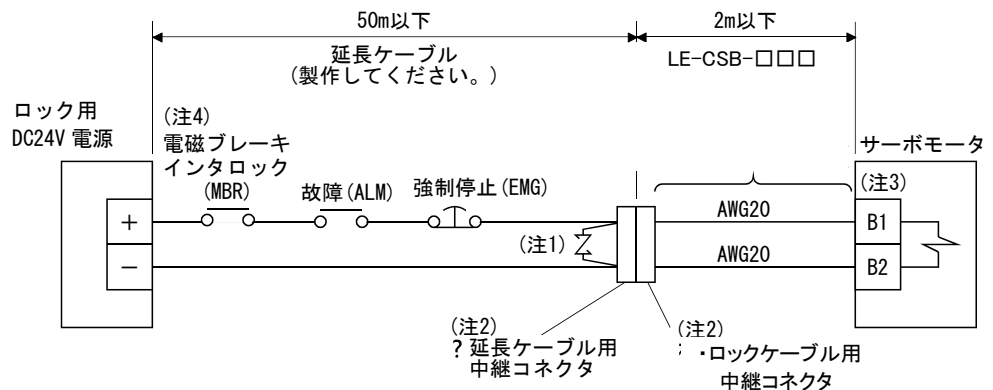 50m以下
2m以下
延長ケーブル
(製作してください。)
LE-CSB-□□□
ロック用
DC24V 電源
(注4)
電磁ブレーキ
インタロック
(MBR)
故障(ALM)
強制停止(EMG)
サーボモータ
(注3)
+
−
(注1)
AWG20
AWG20
B1
B2
(注2)
? 延長ケーブル用
中継コネクタ
(注2)
・ロックケーブル用
中継コネクタ